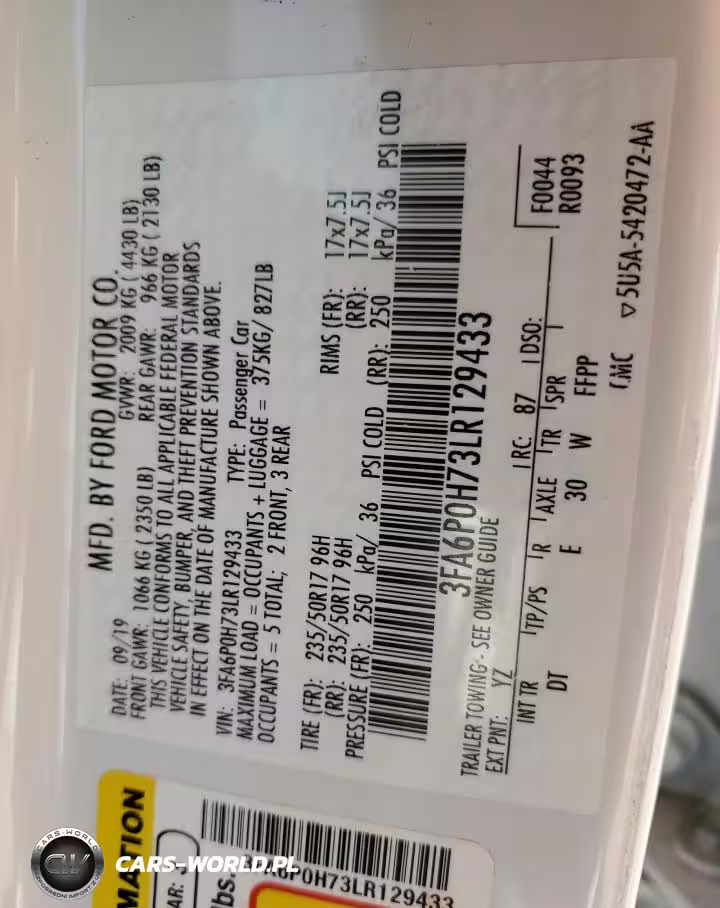 MFD. BY FORD MOTOR CO.
DATE: 09/19 GVWR: 2009 KG ( 4430 LB)
FRONT GAWR: 1066 KG ( 2350 LB) REAR GAWR: 966 KG ( 2130 LB)
THIS VEHICLE CONFORMS TO ALL APPLICABLE FEDERAL MOTOR
VEHICLE SAFETY, BUMPER, AND THEFT PREVENTION STANDARDS
IN EFFECT ON THE DATE OF MANUFACTURE SHOWN ABOVE.
VIN: 3FA6P0H73LR129433 TYPE: Passenger Car
MAXIMUM LOAD = OCCUPANTS + LUGGAGE = 375KG/ 827LB
OCCUPANTS = 5 TOTAL; 2 FRONT, 3 REAR
TIRE (FR): 235/50R17 96H RIMS (FR): 17x7.5J
(RR): 235/50R17 96H (RR): 17x7.5J
PRESSURE (FR): 250 kPa/ 36 PSI COLD (RR): 250 kPa/ 36 PSI COLD
3FA6P0H73LR129433
TRAILER TOWING - SEE OWNER GUIDE
EXT PNT: YZ RC: 87 DSO: F0044
INT TR TP/PS R AXLE TR SPR R0093
DT E 30 W FFPP
5U5A-5420472-AA
MATION
P0H73LR129433
CARS-WORLD
CW
CARS-WORLD.PL